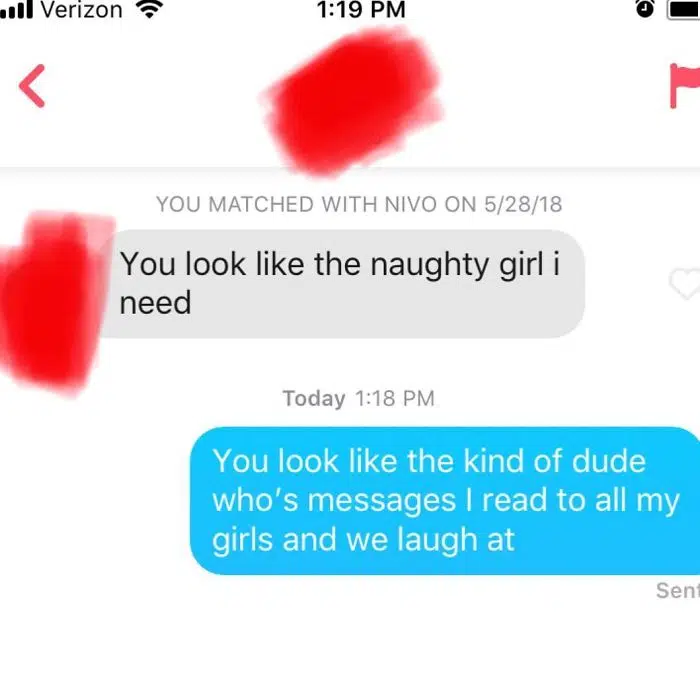 Verizon 1:19 PM
YOU MATCHED WITH NIVO ON 5/28/18
You look like the naughty girl i
need
Today 1:18 PM
You look like the kind of dude
who's messages I read to all my
girls and we laugh at
Sent